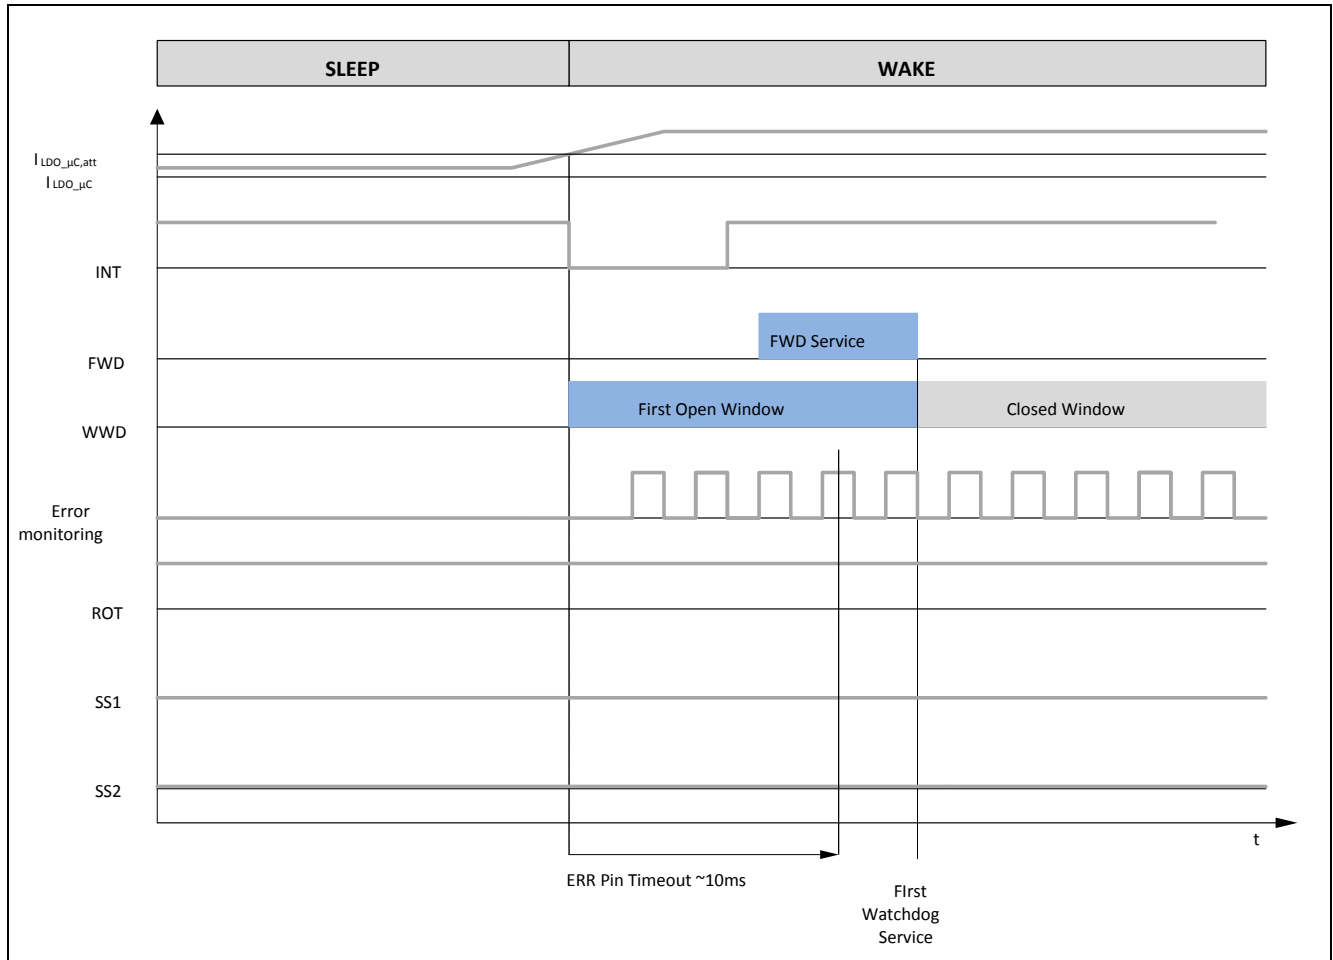 SLEEP
WAKE
I LDO_µC,att
I LDO_µC
INT
FWD Service
FWD
First Open Window
Closed Window
WWD
Error
monitoring
ROT
SS1
SS2
t
ERR Pin Timeout ~10ms
FIrst
Watchdog
Service